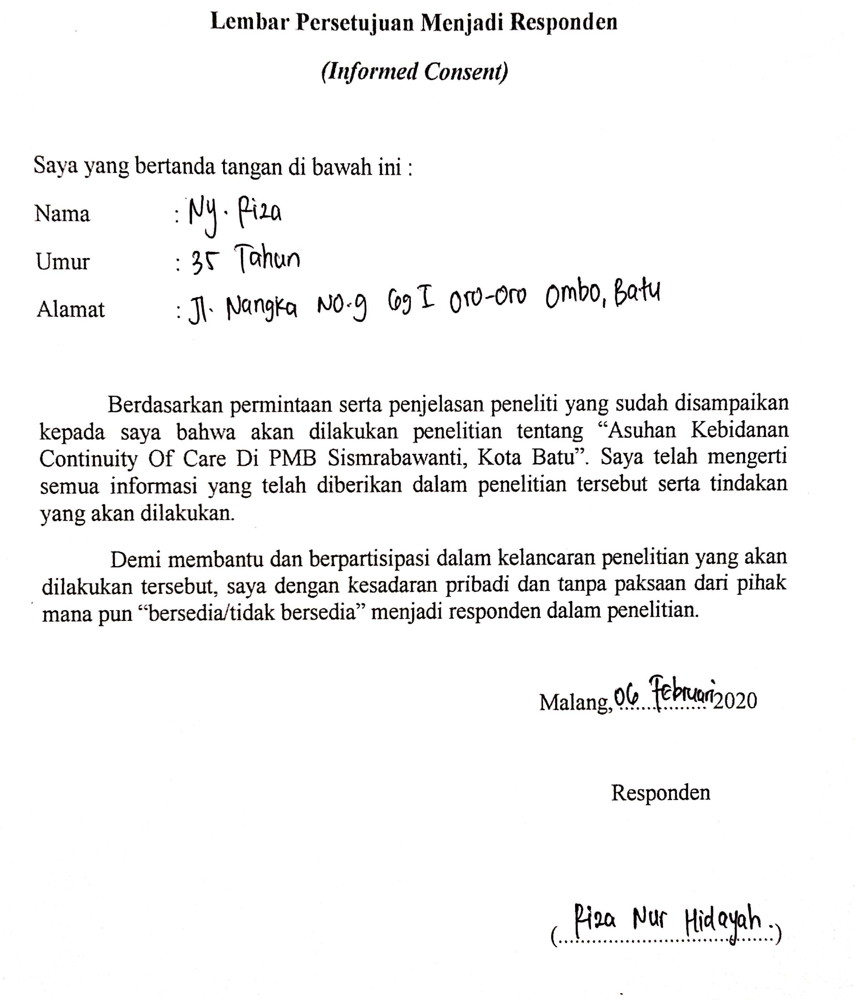 Lembar Persetujuan Menjadi Responden
(Informed Consent)
Saya yang bertanda tangan di bawah ini :
Nama : Ny. Riza
Umur : 35 Tahun
Alamat : Jl. Nangka No.9 Gg I Oro-Oro Ombo, Batu
Berdasarkan permintaan serta penjelasan peneliti yang sudah disampaikan
kepada saya bahwa akan dilakukan penelitian tentang “Asuhan Kebidanan
Continuity Of Care Di PMB Sismrabawanti, Kota Batu”. Saya telah mengerti
semua informasi yang telah diberikan dalam penelitian tersebut serta tindakan
yang akan dilakukan.
Demi membantu dan berpartisipasi dalam kelancaran penelitian yang akan
dilakukan tersebut, saya dengan kesadaran pribadi dan tanpa paksaan dari pihak
mana pun “bersedia/tidak bersedia” menjadi responden dalam penelitian.
Malang, 06 Februari 2020
Responden
(Riza Nur Hidayah.)